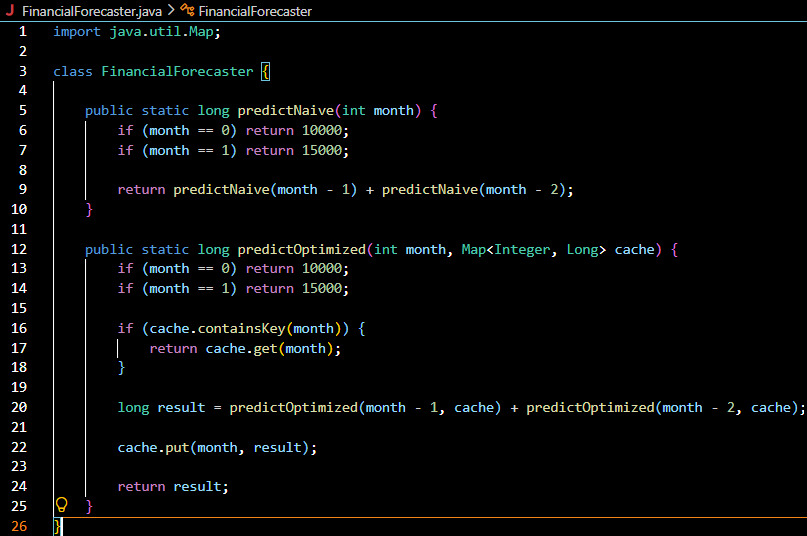 J FinancialForecaster.java > FinancialForecaster
1 import java.util.Map;
2
3 class FinancialForecaster {
4
5     public static long predictNaive(int month) {
6         if (month == 0) return 10000;
7         if (month == 1) return 15000;
8
9         return predictNaive(month - 1) + predictNaive(month - 2);
10     }
11
12     public static long predictOptimized(int month, Map<Integer, Long> cache) {
13         if (month == 0) return 10000;
14         if (month == 1) return 15000;
15
16         if (cache.containsKey(month)) {
17             return cache.get(month);
18         }
19
20         long result = predictOptimized(month - 1, cache) + predictOptimized(month - 2, cache);
21
22         cache.put(month, result);
23
24         return result;
25     }
26 }